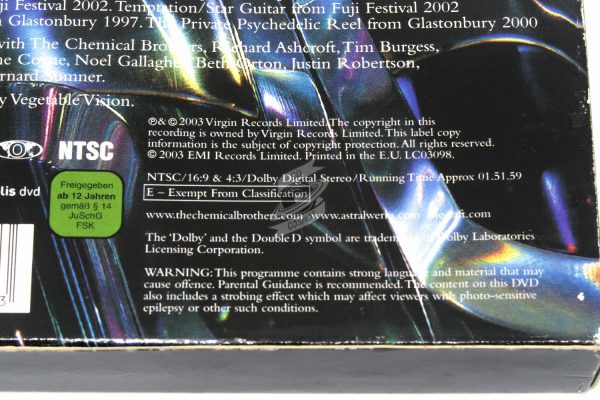 ji Festival 2002. Temptation/Star Guitar from Fuji Festival 2002
nbury 1997. The Private Psychedelic Reel from Glastonbury 2000
with The Chemical Brothers, Richard Ashcroft, Tim Burgess,
ne Coyne, Noel Gallagher, Beth Orton, Justin Robertson,
ernard Sumner.
y Vegetable Vision.
℗& © 2003 Virgin Records Limited. The copyright in this
recording is owned by Virgin Records Limited. This label copy
information is the subject of copyright protection. All rights reserved.
© 2003 EMI Records Limited. Printed in the E.U. LC03098.
NTSC
lis dvd
NTSC/16:9 & 4:3/Dolby Digital Stereo/Running Time Approx 01.51.59
E – Exempt From Classification
Freigegeben
ab 12 Jahren
gemäß § 14
JuSchG
FSK
www.thechemicalbrothers.com www.astralwerks.com
The 'Dolby' and the Double D symbol are trademarks of Dolby Laboratories
Licensing Corporation.
WARNING: This programme contains strong language and material that may
cause offence. Parental Guidance is recommended. The content on this DVD
also includes a strobing effect which may affect viewers with photo-sensitive
epilepsy or other such conditions.
3